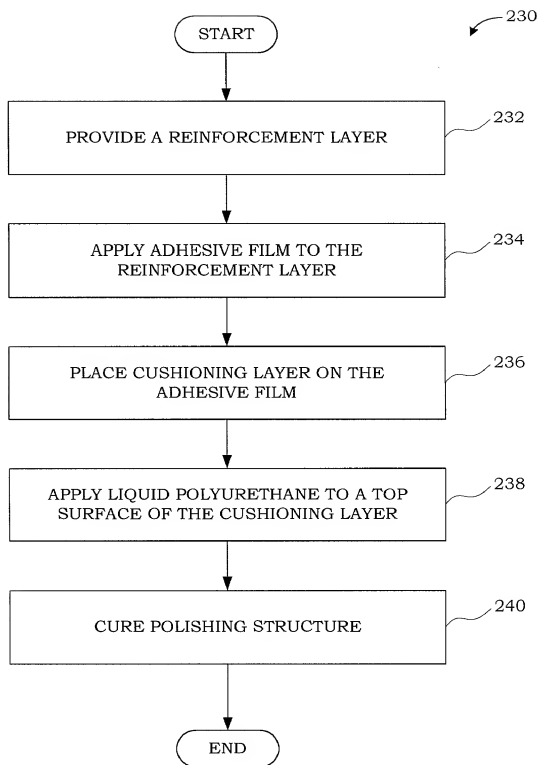 START
230
PROVIDE A REINFORCEMENT LAYER
232
APPLY ADHESIVE FILM TO THE
REINFORCEMENT LAYER
234
PLACE CUSHIONING LAYER ON THE
ADHESIVE FILM
236
APPLY LIQUID POLYURETHANE TO A TOP
SURFACE OF THE CUSHIONING LAYER
238
CURE POLISHING STRUCTURE
240
END